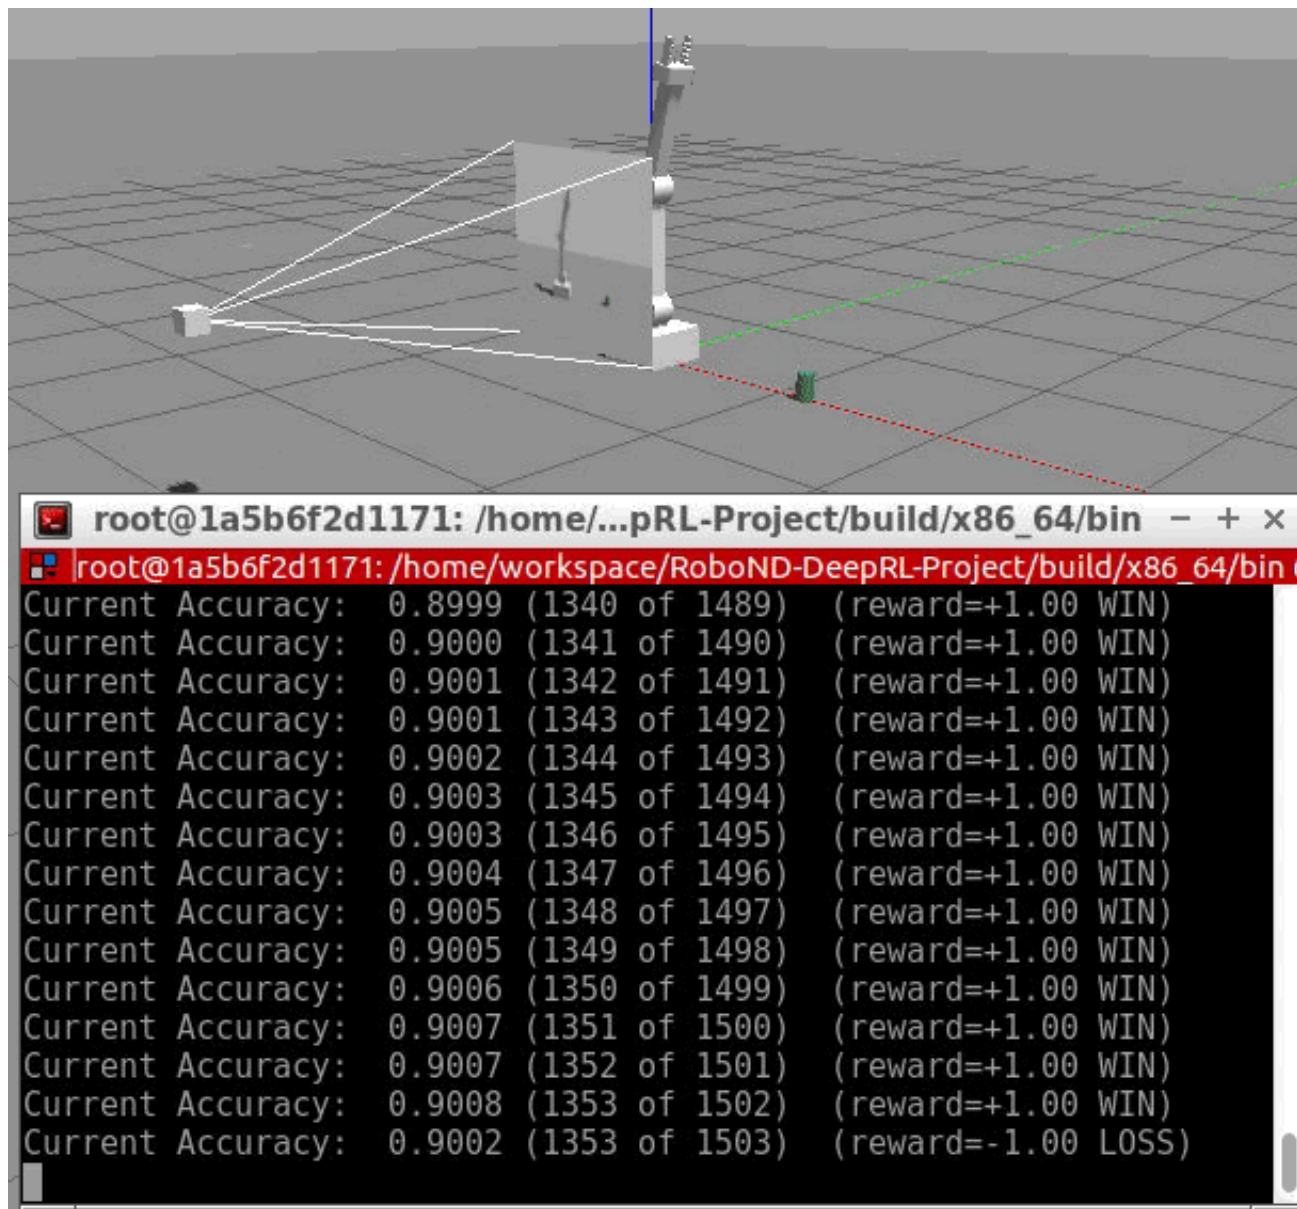 root@1a5b6f2d1171: /home/...pRL-Project/build/x86_64/bin
root@1a5b6f2d1171: /home/workspace/RoboND-DeepRL-Project/build/x86_64/bin
Current Accuracy:  0.8999 (1340 of 1489)  (reward=+1.00 WIN)
Current Accuracy:  0.9000 (1341 of 1490)  (reward=+1.00 WIN)
Current Accuracy:  0.9001 (1342 of 1491)  (reward=+1.00 WIN)
Current Accuracy:  0.9001 (1343 of 1492)  (reward=+1.00 WIN)
Current Accuracy:  0.9002 (1344 of 1493)  (reward=+1.00 WIN)
Current Accuracy:  0.9003 (1345 of 1494)  (reward=+1.00 WIN)
Current Accuracy:  0.9003 (1346 of 1495)  (reward=+1.00 WIN)
Current Accuracy:  0.9004 (1347 of 1496)  (reward=+1.00 WIN)
Current Accuracy:  0.9005 (1348 of 1497)  (reward=+1.00 WIN)
Current Accuracy:  0.9005 (1349 of 1498)  (reward=+1.00 WIN)
Current Accuracy:  0.9006 (1350 of 1499)  (reward=+1.00 WIN)
Current Accuracy:  0.9007 (1351 of 1500)  (reward=+1.00 WIN)
Current Accuracy:  0.9007 (1352 of 1501)  (reward=+1.00 WIN)
Current Accuracy:  0.9008 (1353 of 1502)  (reward=+1.00 WIN)
Current Accuracy:  0.9002 (1353 of 1503)  (reward=-1.00 LOSS)